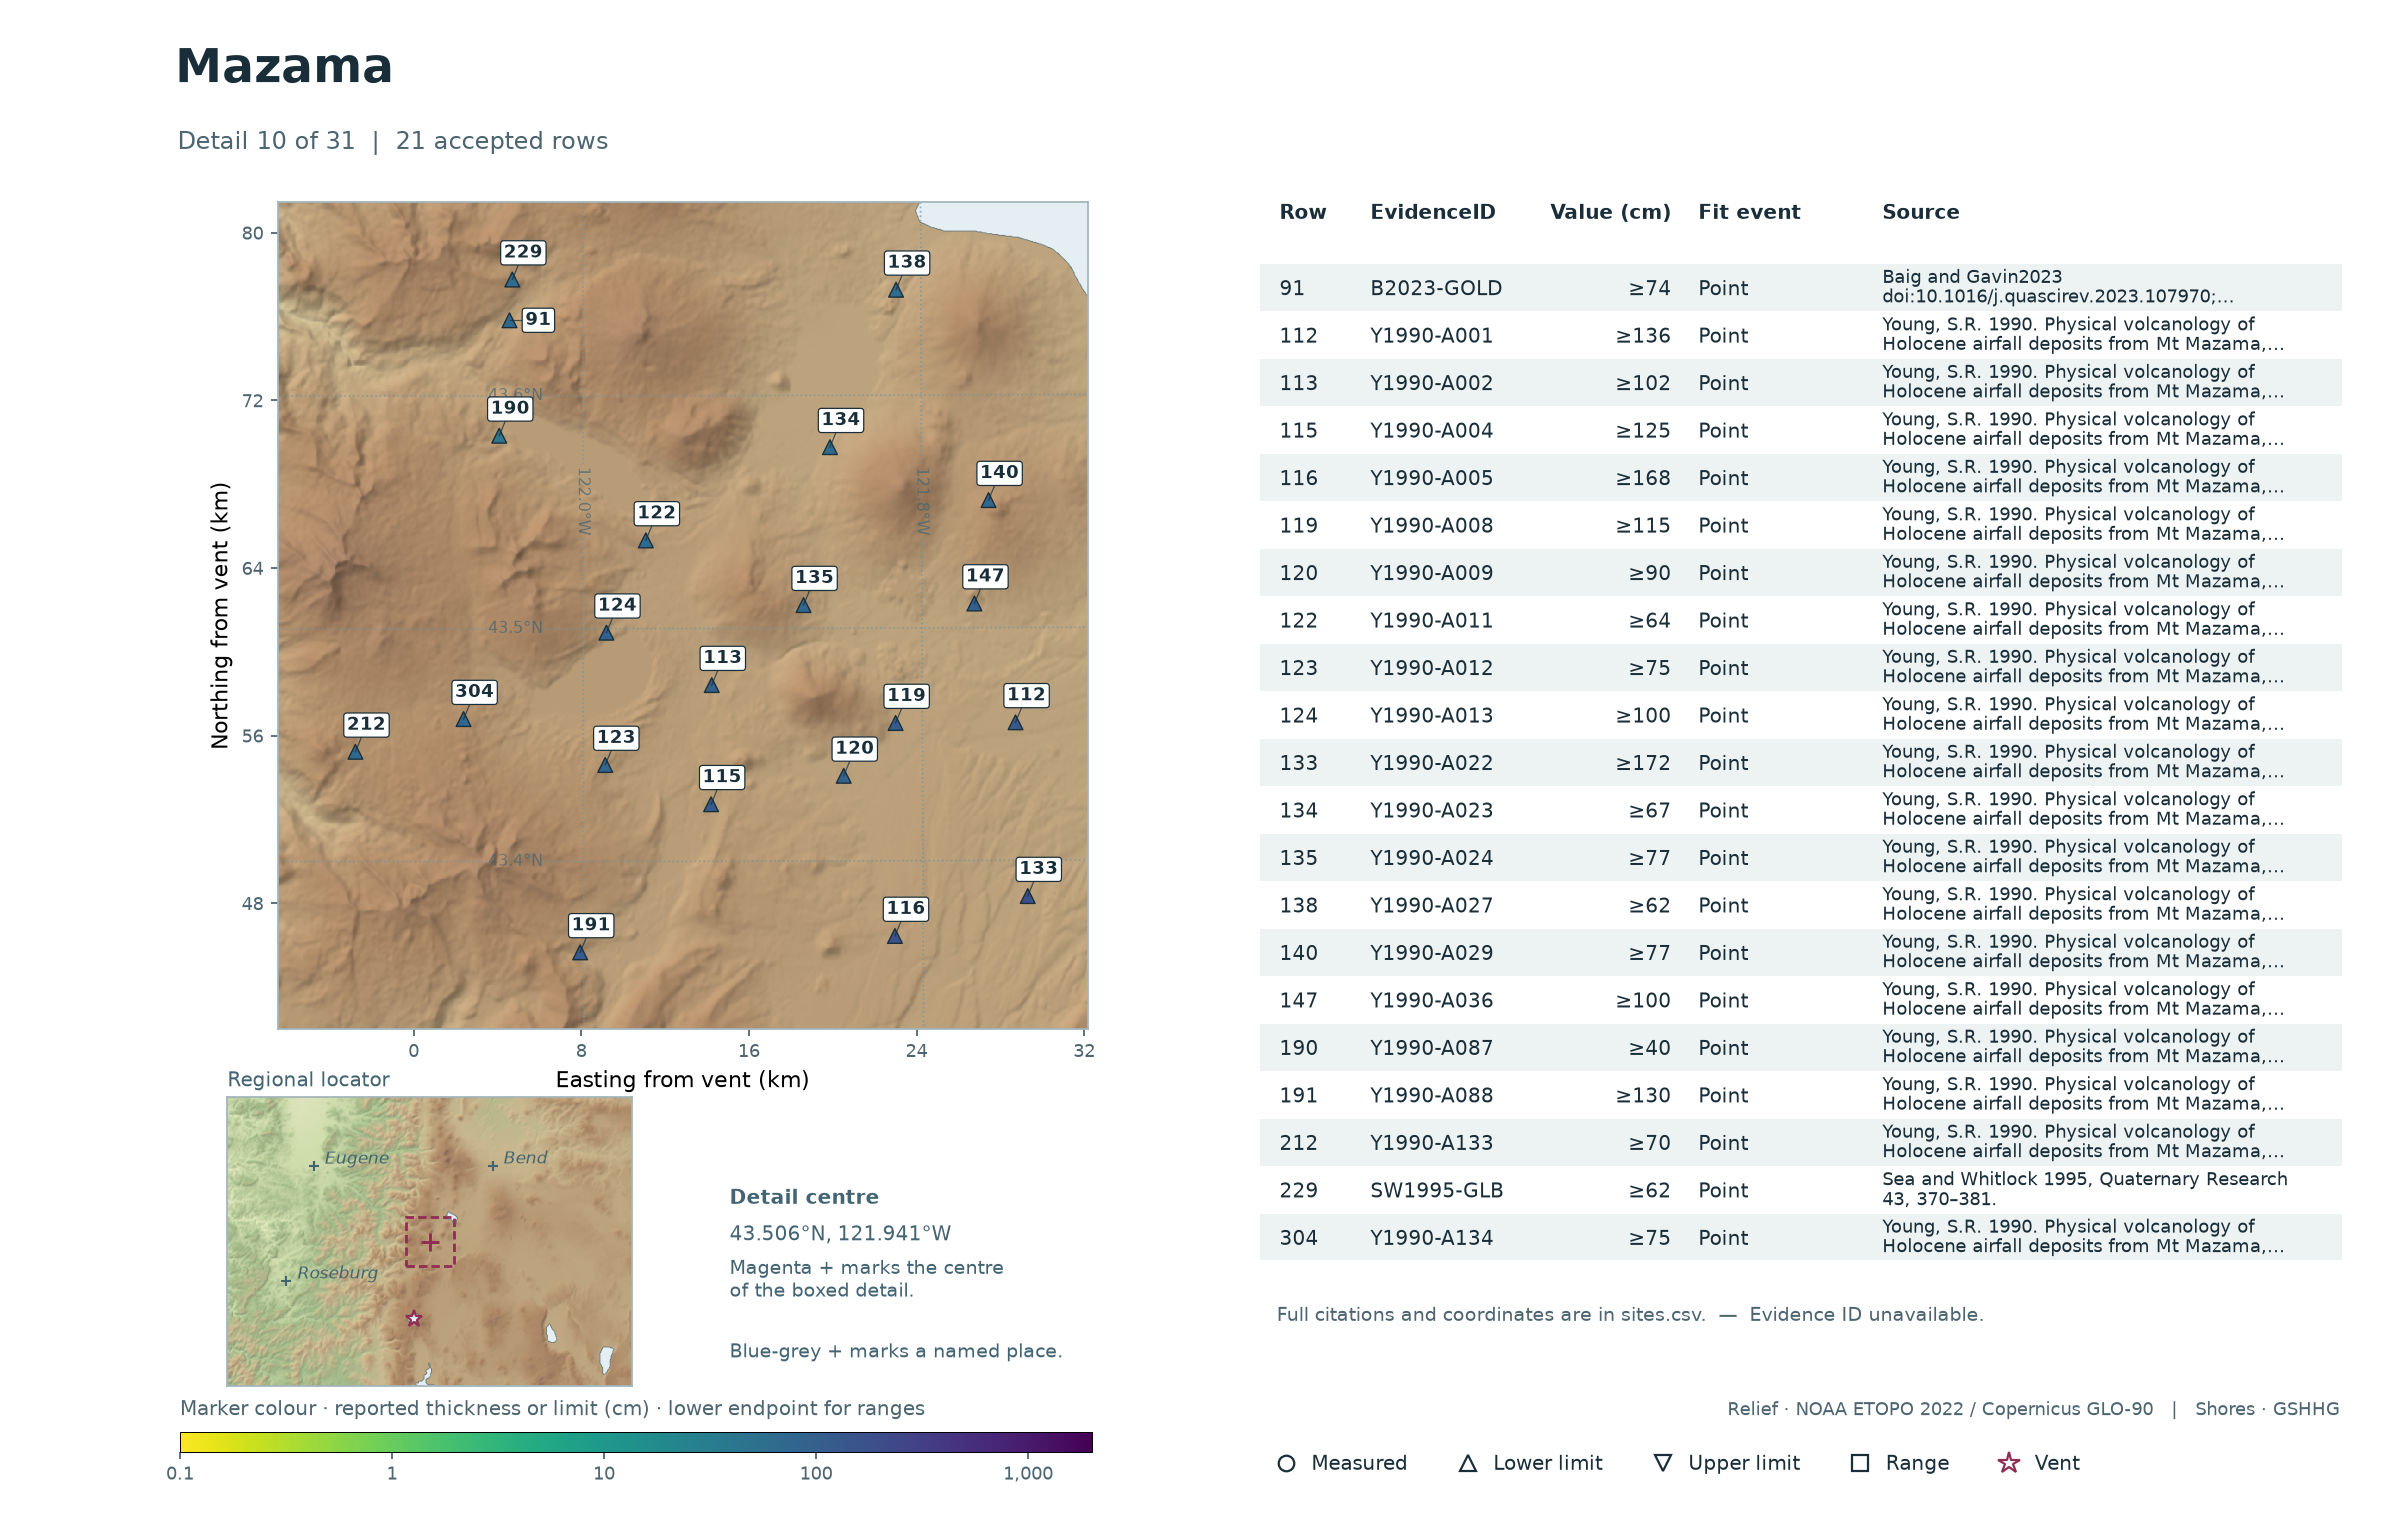 Mazama
Detail 10 of 31 | 21 accepted rows
Northing from vent (km)
80
72
64
56
48
229
138
91
43.6°N
190
134
122.0°W
121.8°W
140
122
135
147
124
43.5°N
113
304
119
112
212
123
120
115
43.4°N
133
116
191
0
8
16
24
32
Easting from vent (km)
Regional locator
Eugene
Bend
Roseburg
Detail centre
43.506°N, 121.941°W
Magenta + marks the centre
of the boxed detail.
Blue-grey + marks a named place.
Marker colour · reported thickness or limit (cm) · lower endpoint for ranges
0.1
1
10
100
1,000
Row EvidenceID Value (cm) Fit event Source
91 B2023-GOLD ≥74 Point Baig and Gavin2023
doi:10.1016/j.quascirev.2023.107970;…
112 Y1990-A001 ≥136 Point Young, S.R. 1990. Physical volcanology of
Holocene airfall deposits from Mt Mazama,…
113 Y1990-A002 ≥102 Point Young, S.R. 1990. Physical volcanology of
Holocene airfall deposits from Mt Mazama,…
115 Y1990-A004 ≥125 Point Young, S.R. 1990. Physical volcanology of
Holocene airfall deposits from Mt Mazama,…
116 Y1990-A005 ≥168 Point Young, S.R. 1990. Physical volcanology of
Holocene airfall deposits from Mt Mazama,…
119 Y1990-A008 ≥115 Point Young, S.R. 1990. Physical volcanology of
Holocene airfall deposits from Mt Mazama,…
120 Y1990-A009 ≥90 Point Young, S.R. 1990. Physical volcanology of
Holocene airfall deposits from Mt Mazama,…
122 Y1990-A011 ≥64 Point Young, S.R. 1990. Physical volcanology of
Holocene airfall deposits from Mt Mazama,…
123 Y1990-A012 ≥75 Point Young, S.R. 1990. Physical volcanology of
Holocene airfall deposits from Mt Mazama,…
124 Y1990-A013 ≥100 Point Young, S.R. 1990. Physical volcanology of
Holocene airfall deposits from Mt Mazama,…
133 Y1990-A022 ≥172 Point Young, S.R. 1990. Physical volcanology of
Holocene airfall deposits from Mt Mazama,…
134 Y1990-A023 ≥67 Point Young, S.R. 1990. Physical volcanology of
Holocene airfall deposits from Mt Mazama,…
135 Y1990-A024 ≥77 Point Young, S.R. 1990. Physical volcanology of
Holocene airfall deposits from Mt Mazama,…
138 Y1990-A027 ≥62 Point Young, S.R. 1990. Physical volcanology of
Holocene airfall deposits from Mt Mazama,…
140 Y1990-A029 ≥77 Point Young, S.R. 1990. Physical volcanology of
Holocene airfall deposits from Mt Mazama,…
147 Y1990-A036 ≥100 Point Young, S.R. 1990. Physical volcanology of
Holocene airfall deposits from Mt Mazama,…
190 Y1990-A087 ≥40 Point Young, S.R. 1990. Physical volcanology of
Holocene airfall deposits from Mt Mazama,…
191 Y1990-A088 ≥130 Point Young, S.R. 1990. Physical volcanology of
Holocene airfall deposits from Mt Mazama,…
212 Y1990-A133 ≥70 Point Young, S.R. 1990. Physical volcanology of
Holocene airfall deposits from Mt Mazama,…
229 SW1995-GLB ≥62 Point Sea and Whitlock 1995, Quaternary Research
43, 370–381.
304 Y1990-A134 ≥75 Point Young, S.R. 1990. Physical volcanology of
Holocene airfall deposits from Mt Mazama,…
Full citations and coordinates are in sites.csv. — Evidence ID unavailable.
Relief · NOAA ETOPO 2022 / Copernicus GLO-90 | Shores · GSHHG
Measured Lower limit Upper limit Range Vent